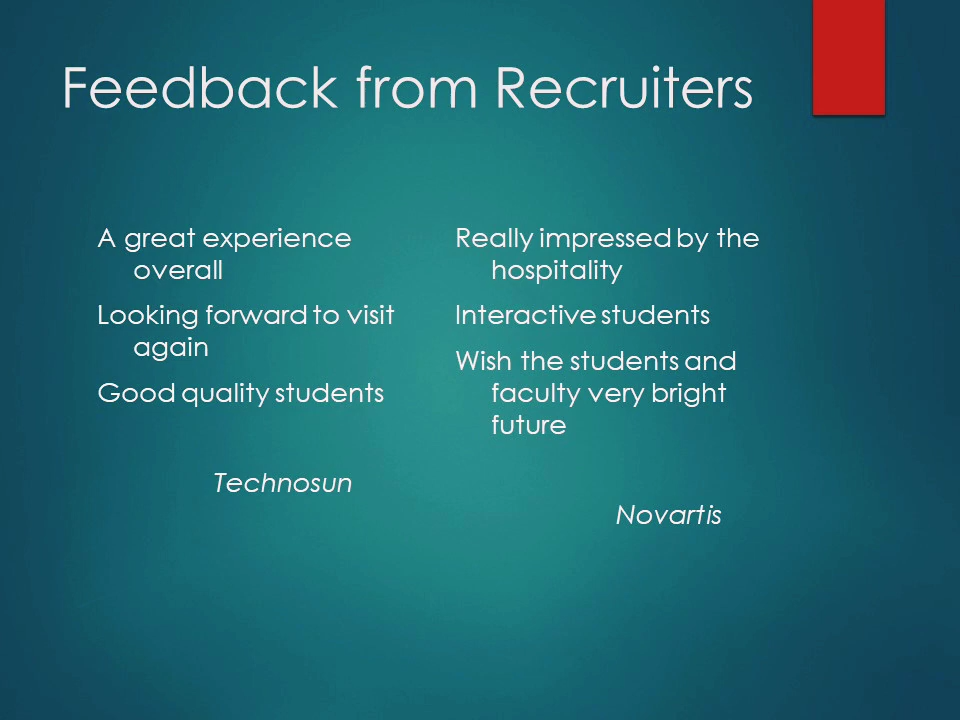 Feedback from Recruiters
A great experience
overall
Looking forward to visit
again
Good quality students
Technosun
Really impressed by the
hospitality
Interactive students
Wish the students and
faculty very bright
future
Novartis